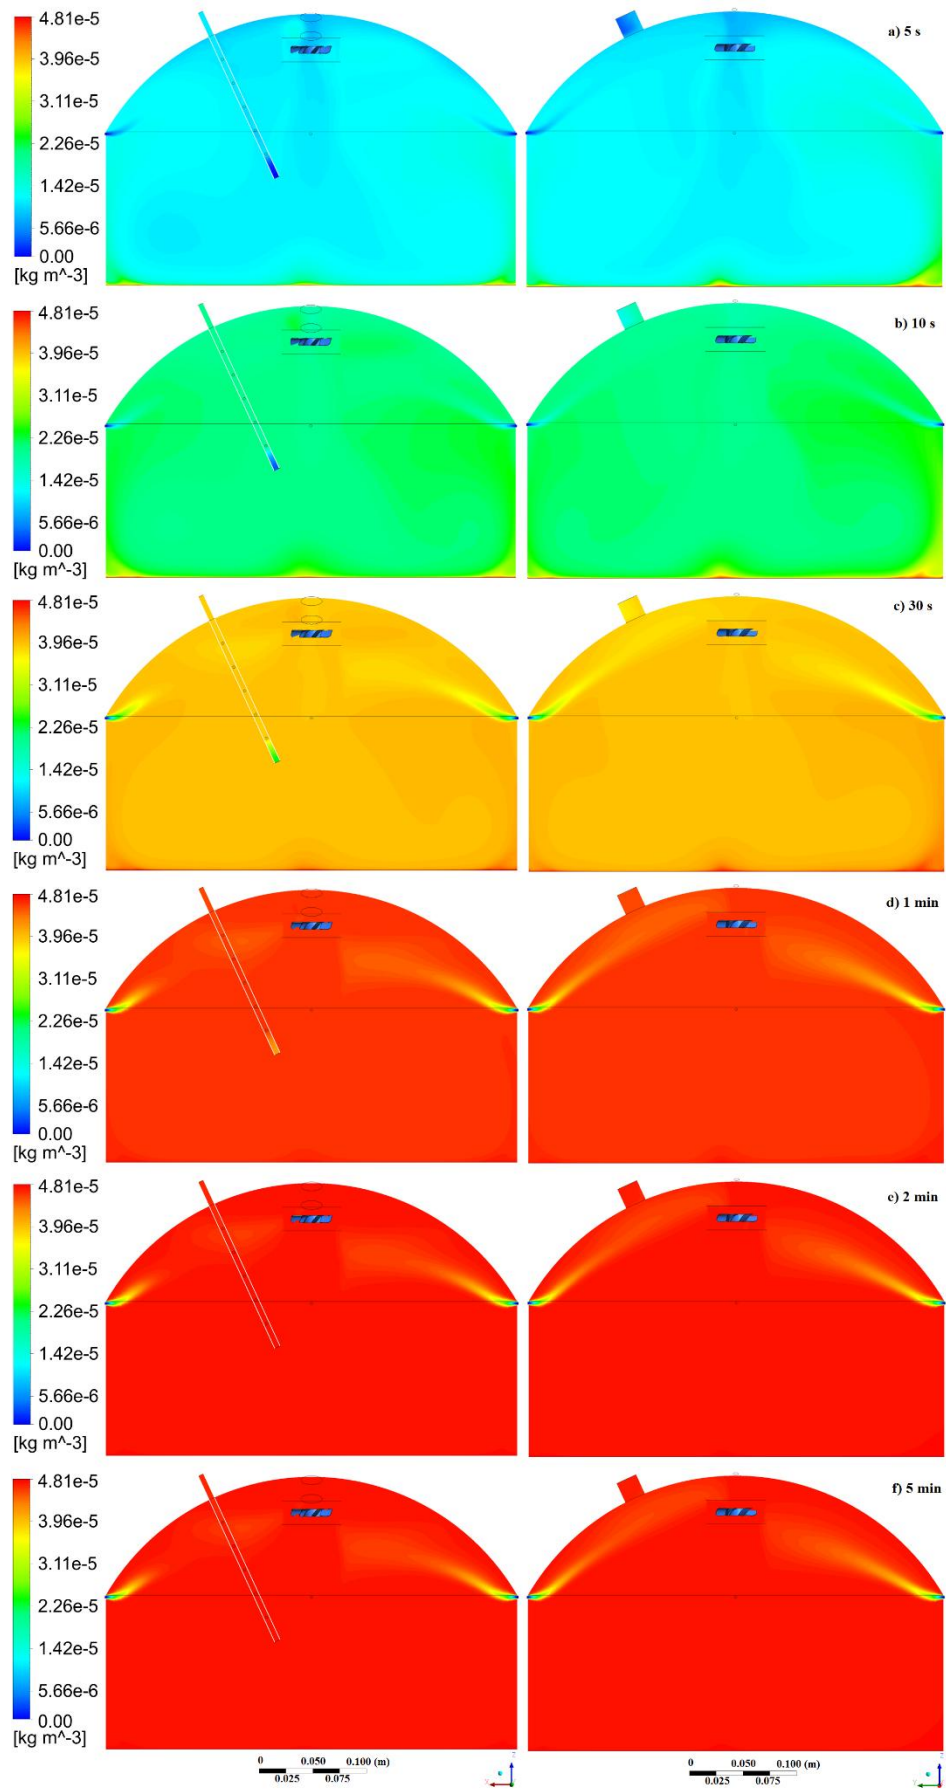 4.81e-5
3.96e-5
3.11e-5
2.26e-5
1.42e-5
5.66e-6
0.00
[kg m^-3]
a) 5 s
4.81e-5
3.96e-5
3.11e-5
2.26e-5
1.42e-5
5.66e-6
0.00
[kg m^-3]
b) 10 s
4.81e-5
3.96e-5
3.11e-5
2.26e-5
1.42e-5
5.66e-6
0.00
[kg m^-3]
c) 30 s
4.81e-5
3.96e-5
3.11e-5
2.26e-5
1.42e-5
5.66e-6
0.00
[kg m^-3]
d) 1 min
4.81e-5
3.96e-5
3.11e-5
2.26e-5
1.42e-5
5.66e-6
0.00
[kg m^-3]
e) 2 min
4.81e-5
3.96e-5
3.11e-5
2.26e-5
1.42e-5
5.66e-6
0.00
[kg m^-3]
f) 5 min
0 0.050 0.100 (m)
0.025 0.075
X Z
0 0.050 0.100 (m)
0.025 0.075